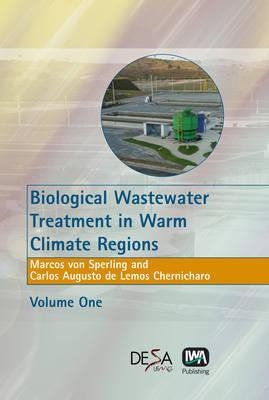 Biological Wastewater
Treatment in Warm
Climate Regions
Marcos von Sperling and
Carlos Augusto de Lemos Chernicharo
Volume One
DESA
UFMG
IWA
Publishing